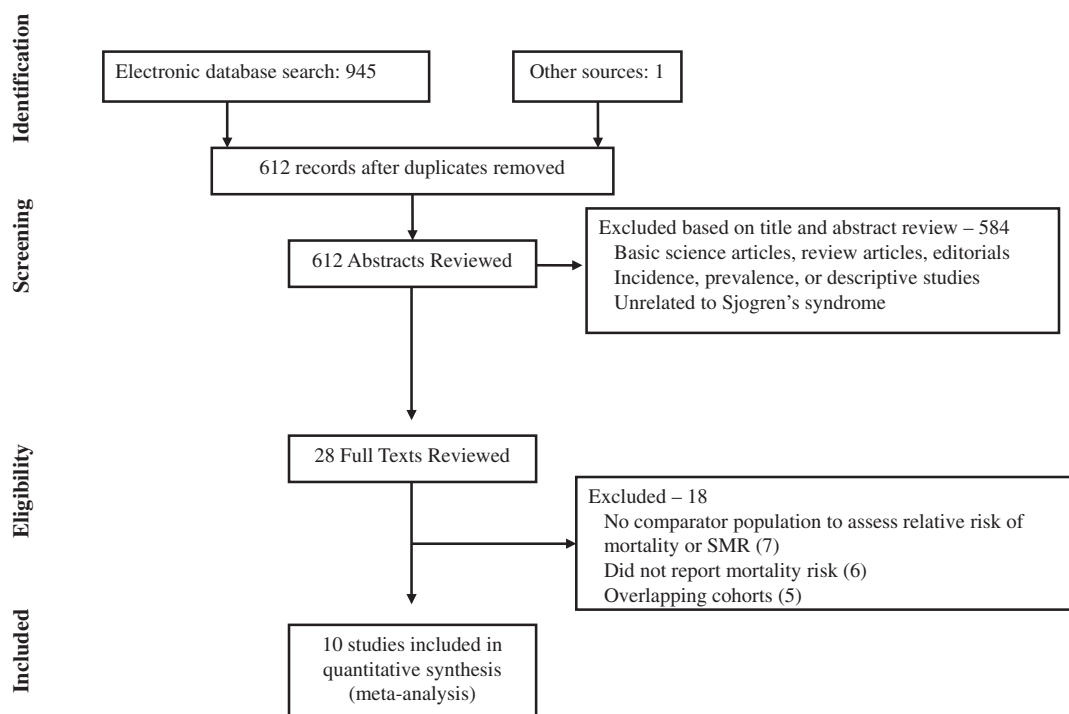 Identification
Electronic database search: 945
Other sources: 1
612 records after duplicates removed
Screening
612 Abstracts Reviewed
Excluded based on title and abstract review – 584
Basic science articles, review articles, editorials
Incidence, prevalence, or descriptive studies
Unrelated to Sjogren’s syndrome
Eligibility
28 Full Texts Reviewed
Excluded – 18
No comparator population to assess relative risk of
mortality or SMR (7)
Did not report mortality risk (6)
Overlapping cohorts (5)
Included
10 studies included in
quantitative synthesis
(meta-analysis)